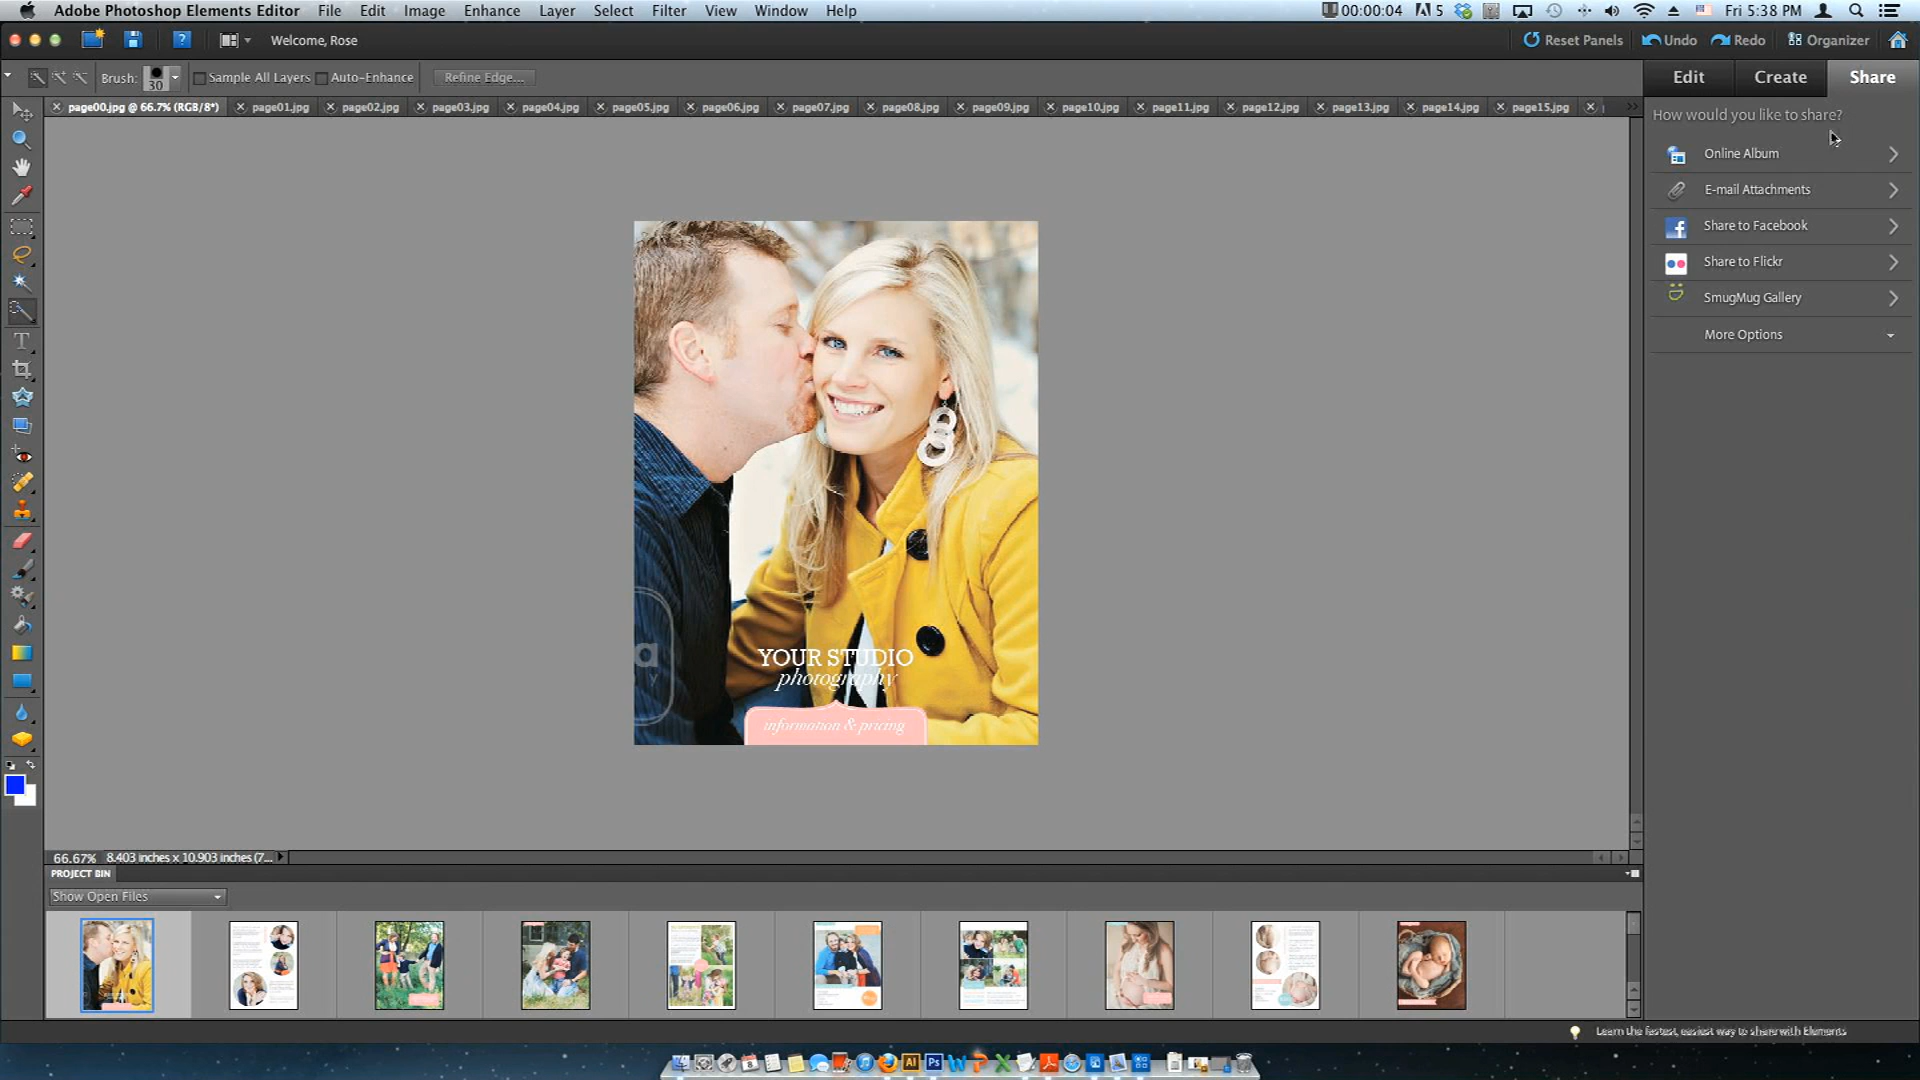 Adobe Photoshop Elements Editor File Edit Image Enhance Layer Select Filter View Window Help
00:00:04 5 Fri 5:38 PM
Welcome, Rose
Reset Panels Undo Redo Organizer
Brush: 30 Sample All Layers Auto-Enhance Refine Edge...
Edit Create Share
page00.jpg @ 66.7% (RGB/8*) page01.jpg page02.jpg page03.jpg page04.jpg page05.jpg page06.jpg page07.jpg page08.jpg page09.jpg page10.jpg page11.jpg page12.jpg page13.jpg page14.jpg page15.jpg
How would you like to share?
Online Album
E-mail Attachments
Share to Facebook
Share to Flickr
SmugMug Gallery
More Options
a
y
YOUR STUDIO
photography
information & pricing
66.67% 8.403 inches x 10.903 inches (7...
PROJECT BIN
Show Open Files
Learn the fastest, easiest way to share with Elements